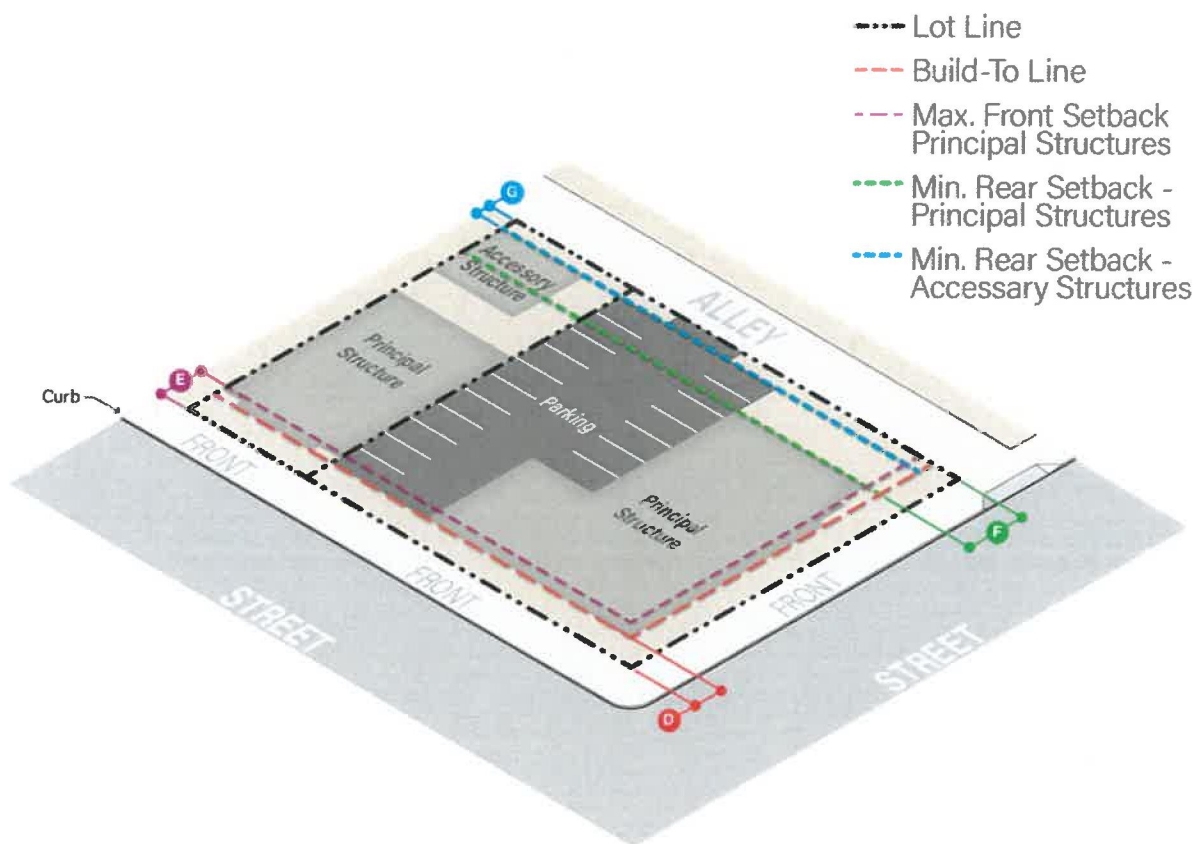 Lot Line
Build-To Line
Max. Front Setback
Principal Structures
Min. Rear Setback -
Principal Structures
Min. Rear Setback -
Accessary Structures
G
ALLEY
Accessory
Structure
Principal
Structure
E
Curb
Parking
FRONT
Principal
Structure
F
FRONT
FRONT
STREET
STREET
D